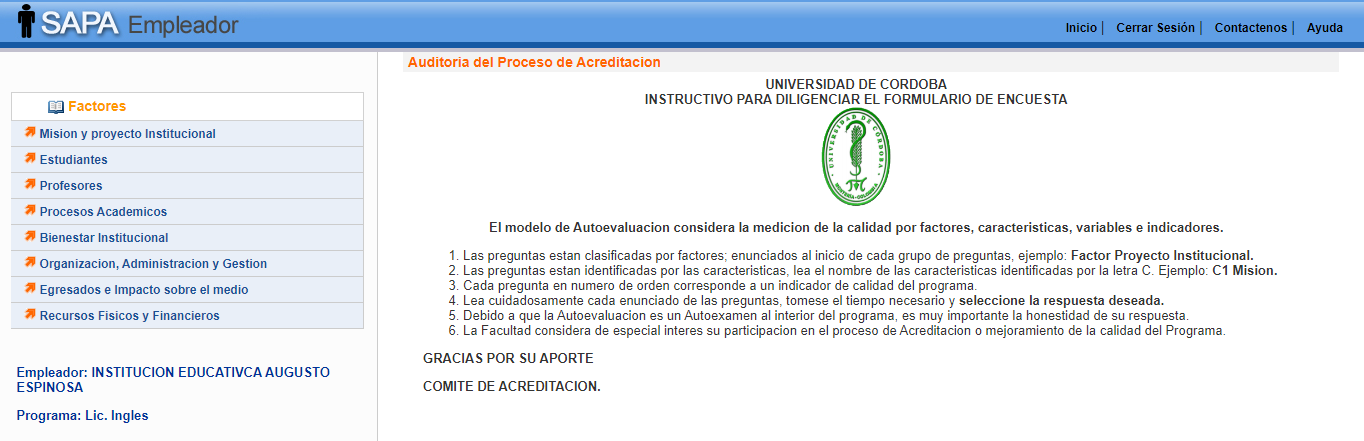 SAPA Empleador
Inicio | Cerrar Sesión | Contactenos | Ayuda
Factores
Mision y proyecto Institucional
Estudiantes
Profesores
Procesos Academicos
Bienestar Institucional
Organizacion, Administracion y Gestion
Egresados e Impacto sobre el medio
Recursos Fisicos y Financieros
Empleador: INSTITUCION EDUCATIVCA AUGUSTO
ESPINOSA
Programa: Lic. Ingles
Auditoria del Proceso de Acreditacion
UNIVERSIDAD DE CORDOBA
INSTRUCTIVO PARA DILIGENCIAR EL FORMULARIO DE ENCUESTA
UNIVERSIDAD DE CÓRDOBA
MONTERÍA-COLOMBIA
El modelo de Autoevaluacion considera la medicion de la calidad por factores, caracteristicas, variables e indicadores.
1. Las preguntas estan clasificadas por factores; enunciados al inicio de cada grupo de preguntas, ejemplo: Factor Proyecto Institucional.
2. Las preguntas estan identificadas por las caracteristicas, lea el nombre de las caracteristicas identificadas por la letra C. Ejemplo: C1 Mision.
3. Cada pregunta en numero de orden corresponde a un indicador de calidad del programa.
4. Lea cuidadosamente cada enunciado de las preguntas, tomese el tiempo necesario y seleccione la respuesta deseada.
5. Debido a que la Autoevaluacion es un Autoexamen al interior del programa, es muy importante la honestidad de su respuesta.
6. La Facultad considera de especial interes su participacion en el proceso de Acreditacion o mejoramiento de la calidad del Programa.
GRACIAS POR SU APORTE
COMITE DE ACREDITACION.